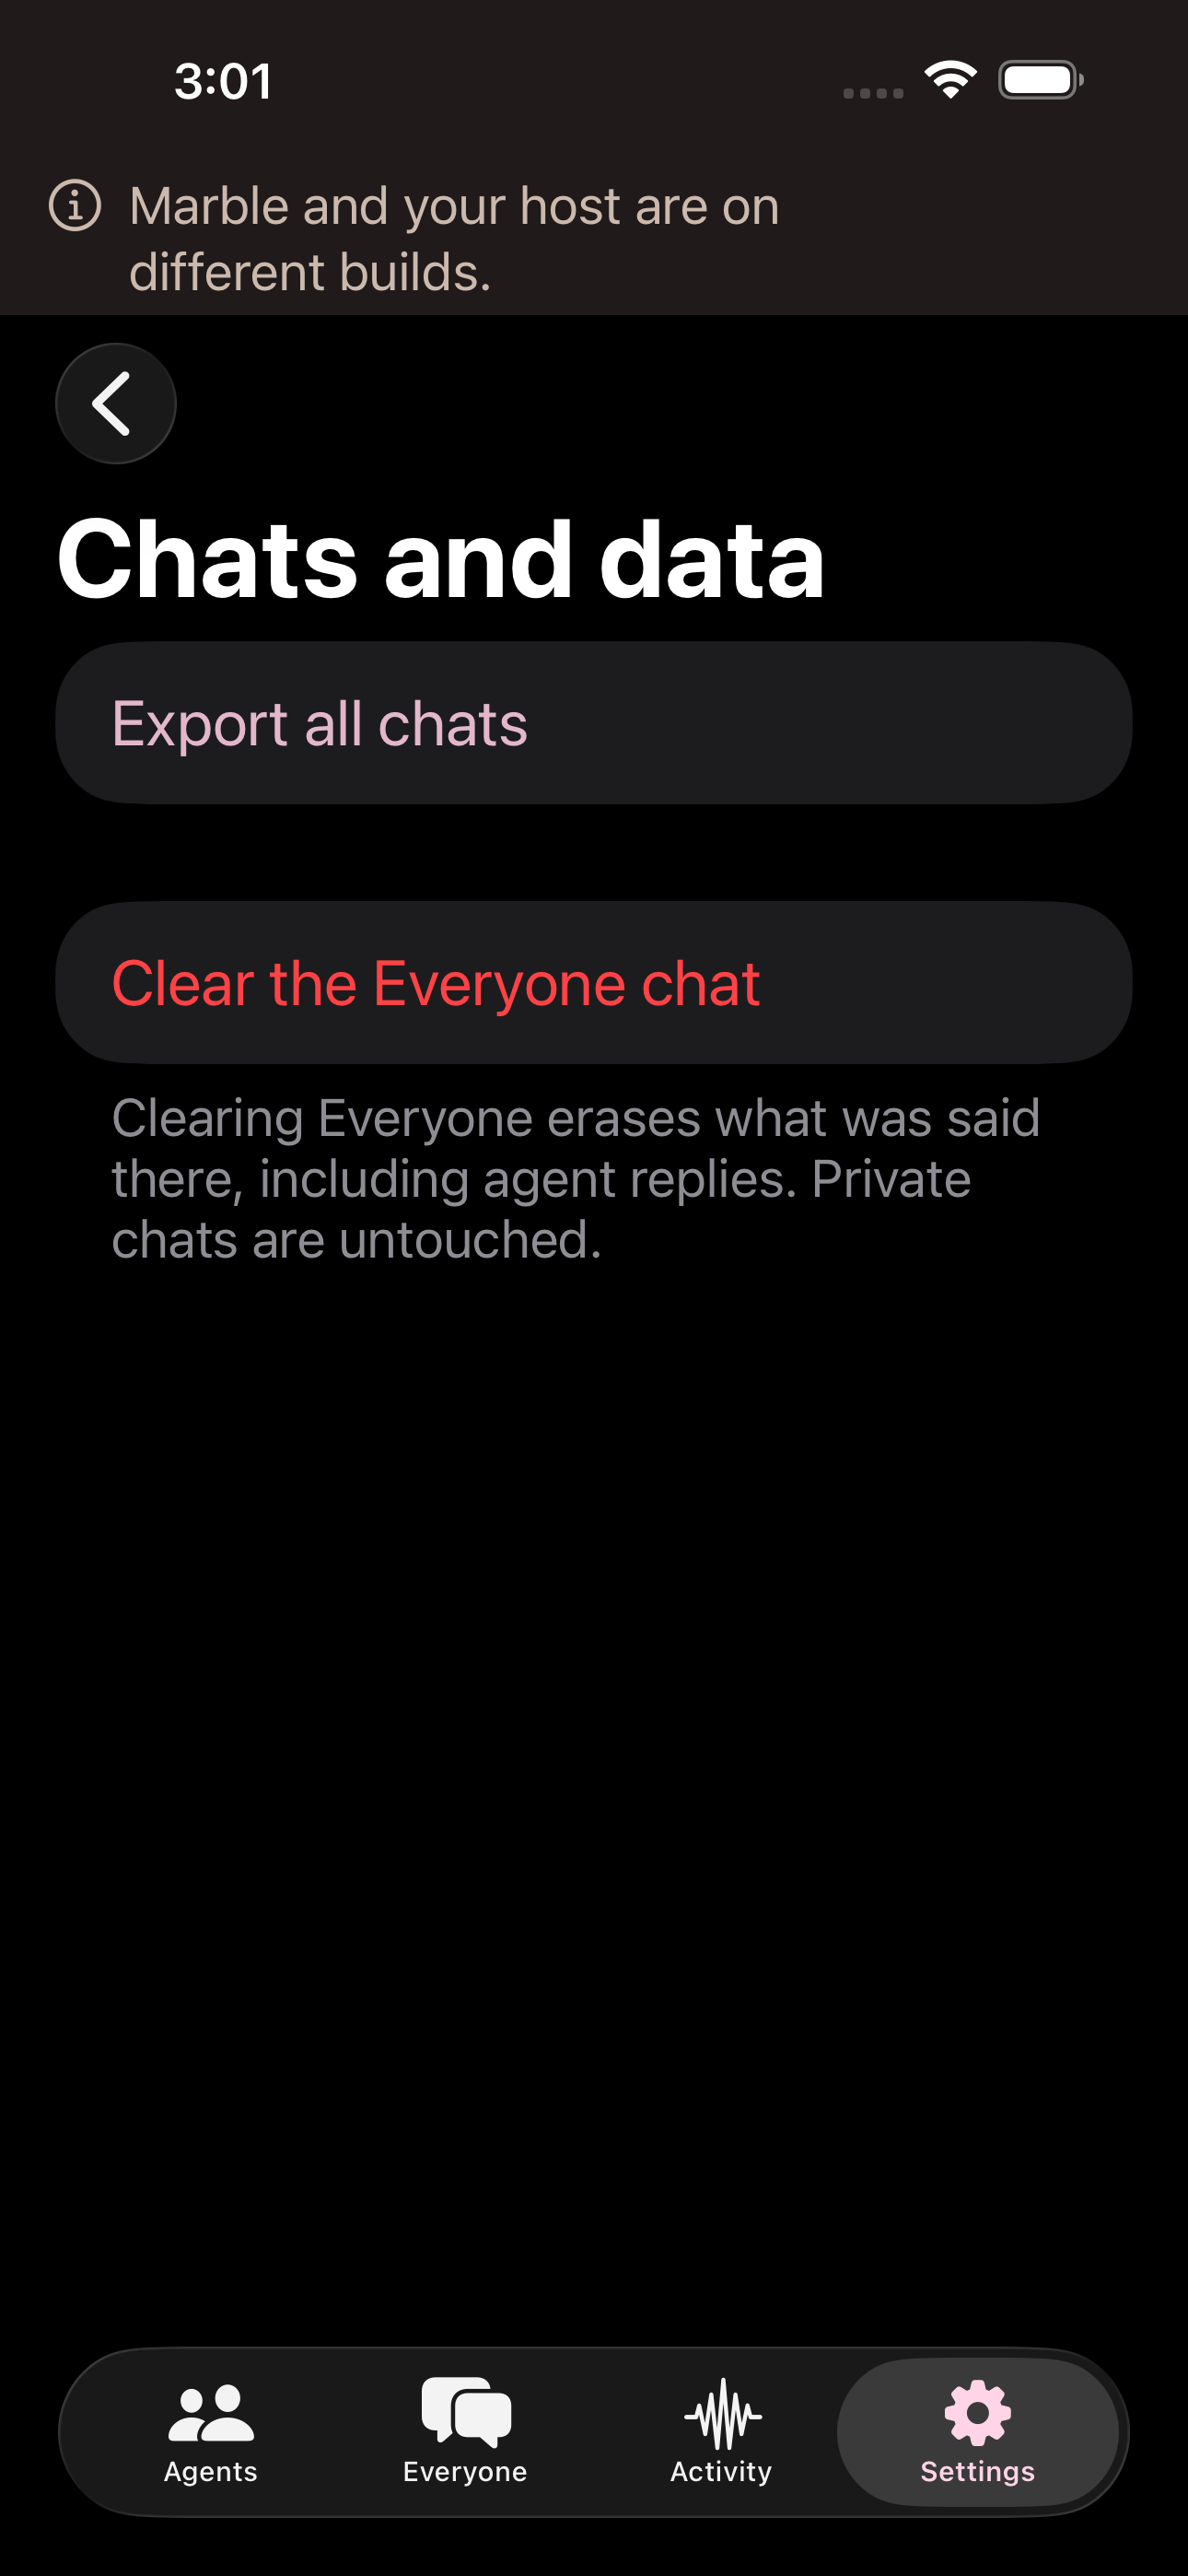 3:01
Marble and your host are on
different builds.
Chats and data
Export all chats
Clear the Everyone chat
Clearing Everyone erases what was said
there, including agent replies. Private
chats are untouched.
Agents
Everyone
Activity
Settings